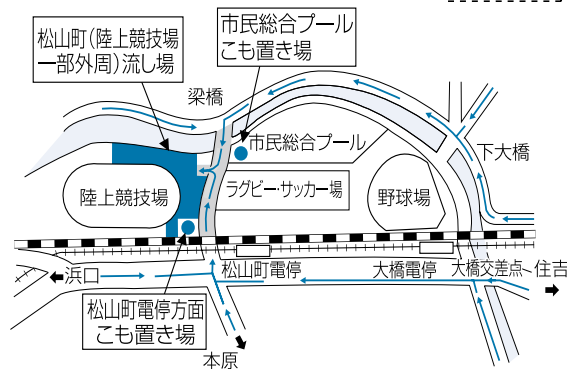 松山町(陸上競技場
一部外周)流し場
市民総合プール
こも置き場
梁橋
市民総合プール
下大橋
陸上競技場
ラグビー・サッカー場
野球場
浜口
松山町電停
大橋電停
大橋交差点
住吉
松山町電停方面
こも置き場
本原